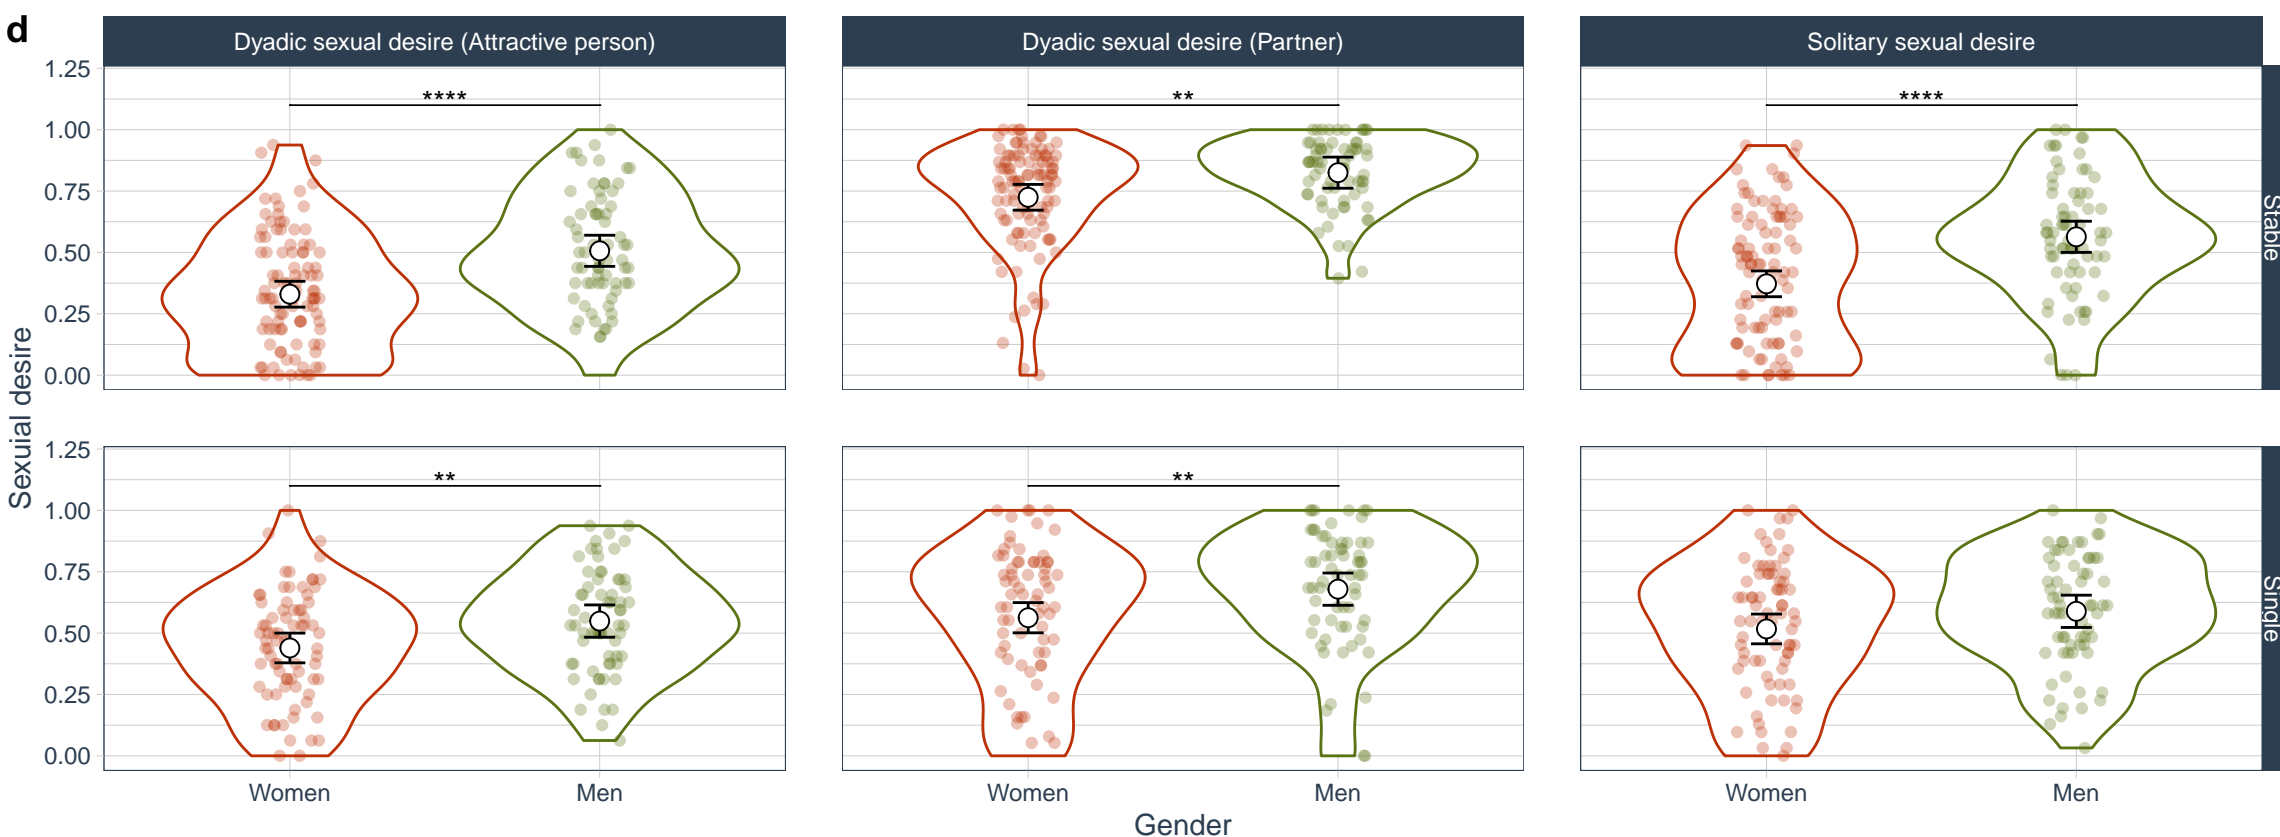 d
Dyadic sexual desire (Attractive person)
Dyadic sexual desire (Partner)
Solitary sexual desire
1.25
1.00
0.75
0.50
0.25
0.00
****
**
****
Stable
Sexuial desire
1.25
1.00
0.75
0.50
0.25
0.00
**
**
Single
Women
Men
Women
Men
Women
Men
Gender